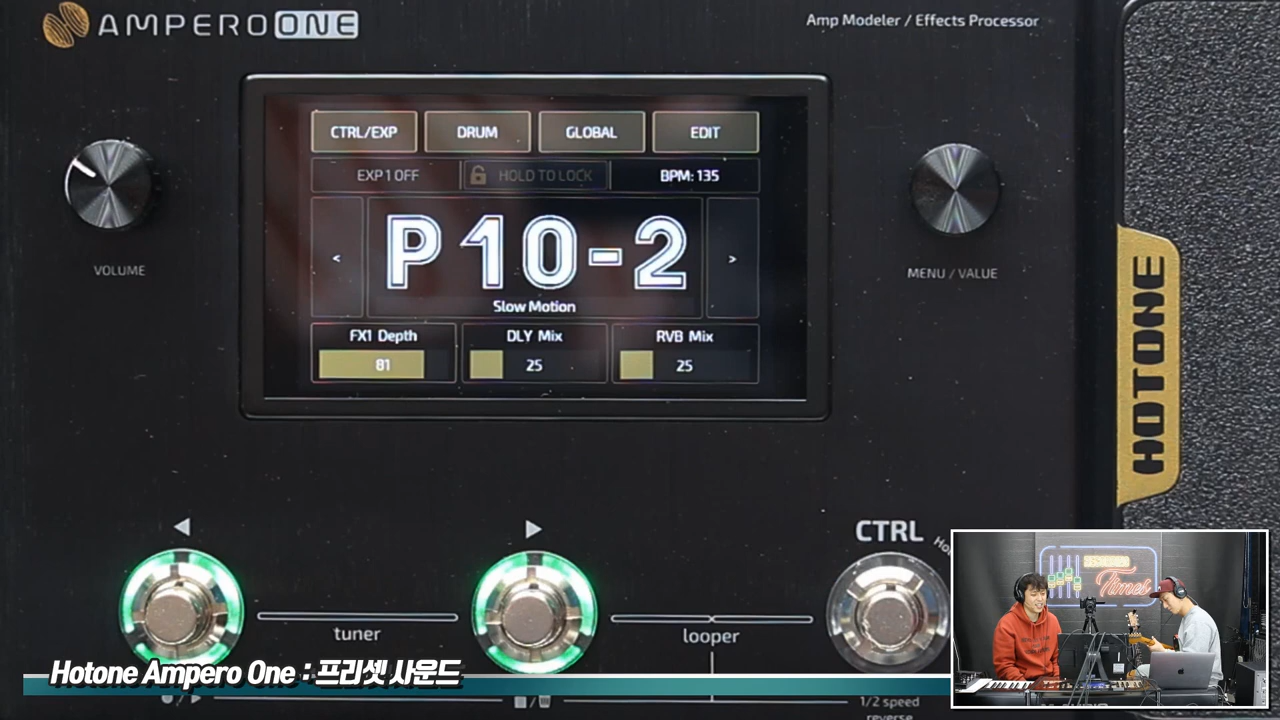 AMPERO ONE
Amp Modeler / Effects Processor
CTRL/EXP DRUM GLOBAL EDIT
EXP 1 OFF HOLD TO LOCK BPM: 135
< P10-2 >
Slow Motion
FX1 Depth DLY Mix RVB Mix
81 25 25
VOLUME
MENU / VALUE
HOTONE
CTRL
tuner
looper
Times
Hotone Ampero One : 프리셋 사운드
1/2 speed
reverse